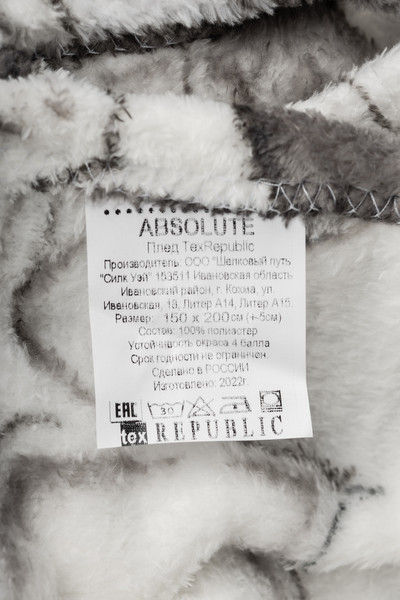 ABSOLUTE
Плед TexRepublic
Производитель: ООО "Шелковый путь
"Силк Уэй" 153511 Ивановская область
Ивановский район, г. Кохма, ул.
Ивановская, 18, Литер А14, Литер А15
Размер: 150 x 200 см (+-5см)
Состав: 100% полиэстер
Устойчивость окраса 4 балла
Срок годности не ограничен.
Сделано в РОССИИ
Изготовлено: 2022г
EAC 30
tex REPUBLIC